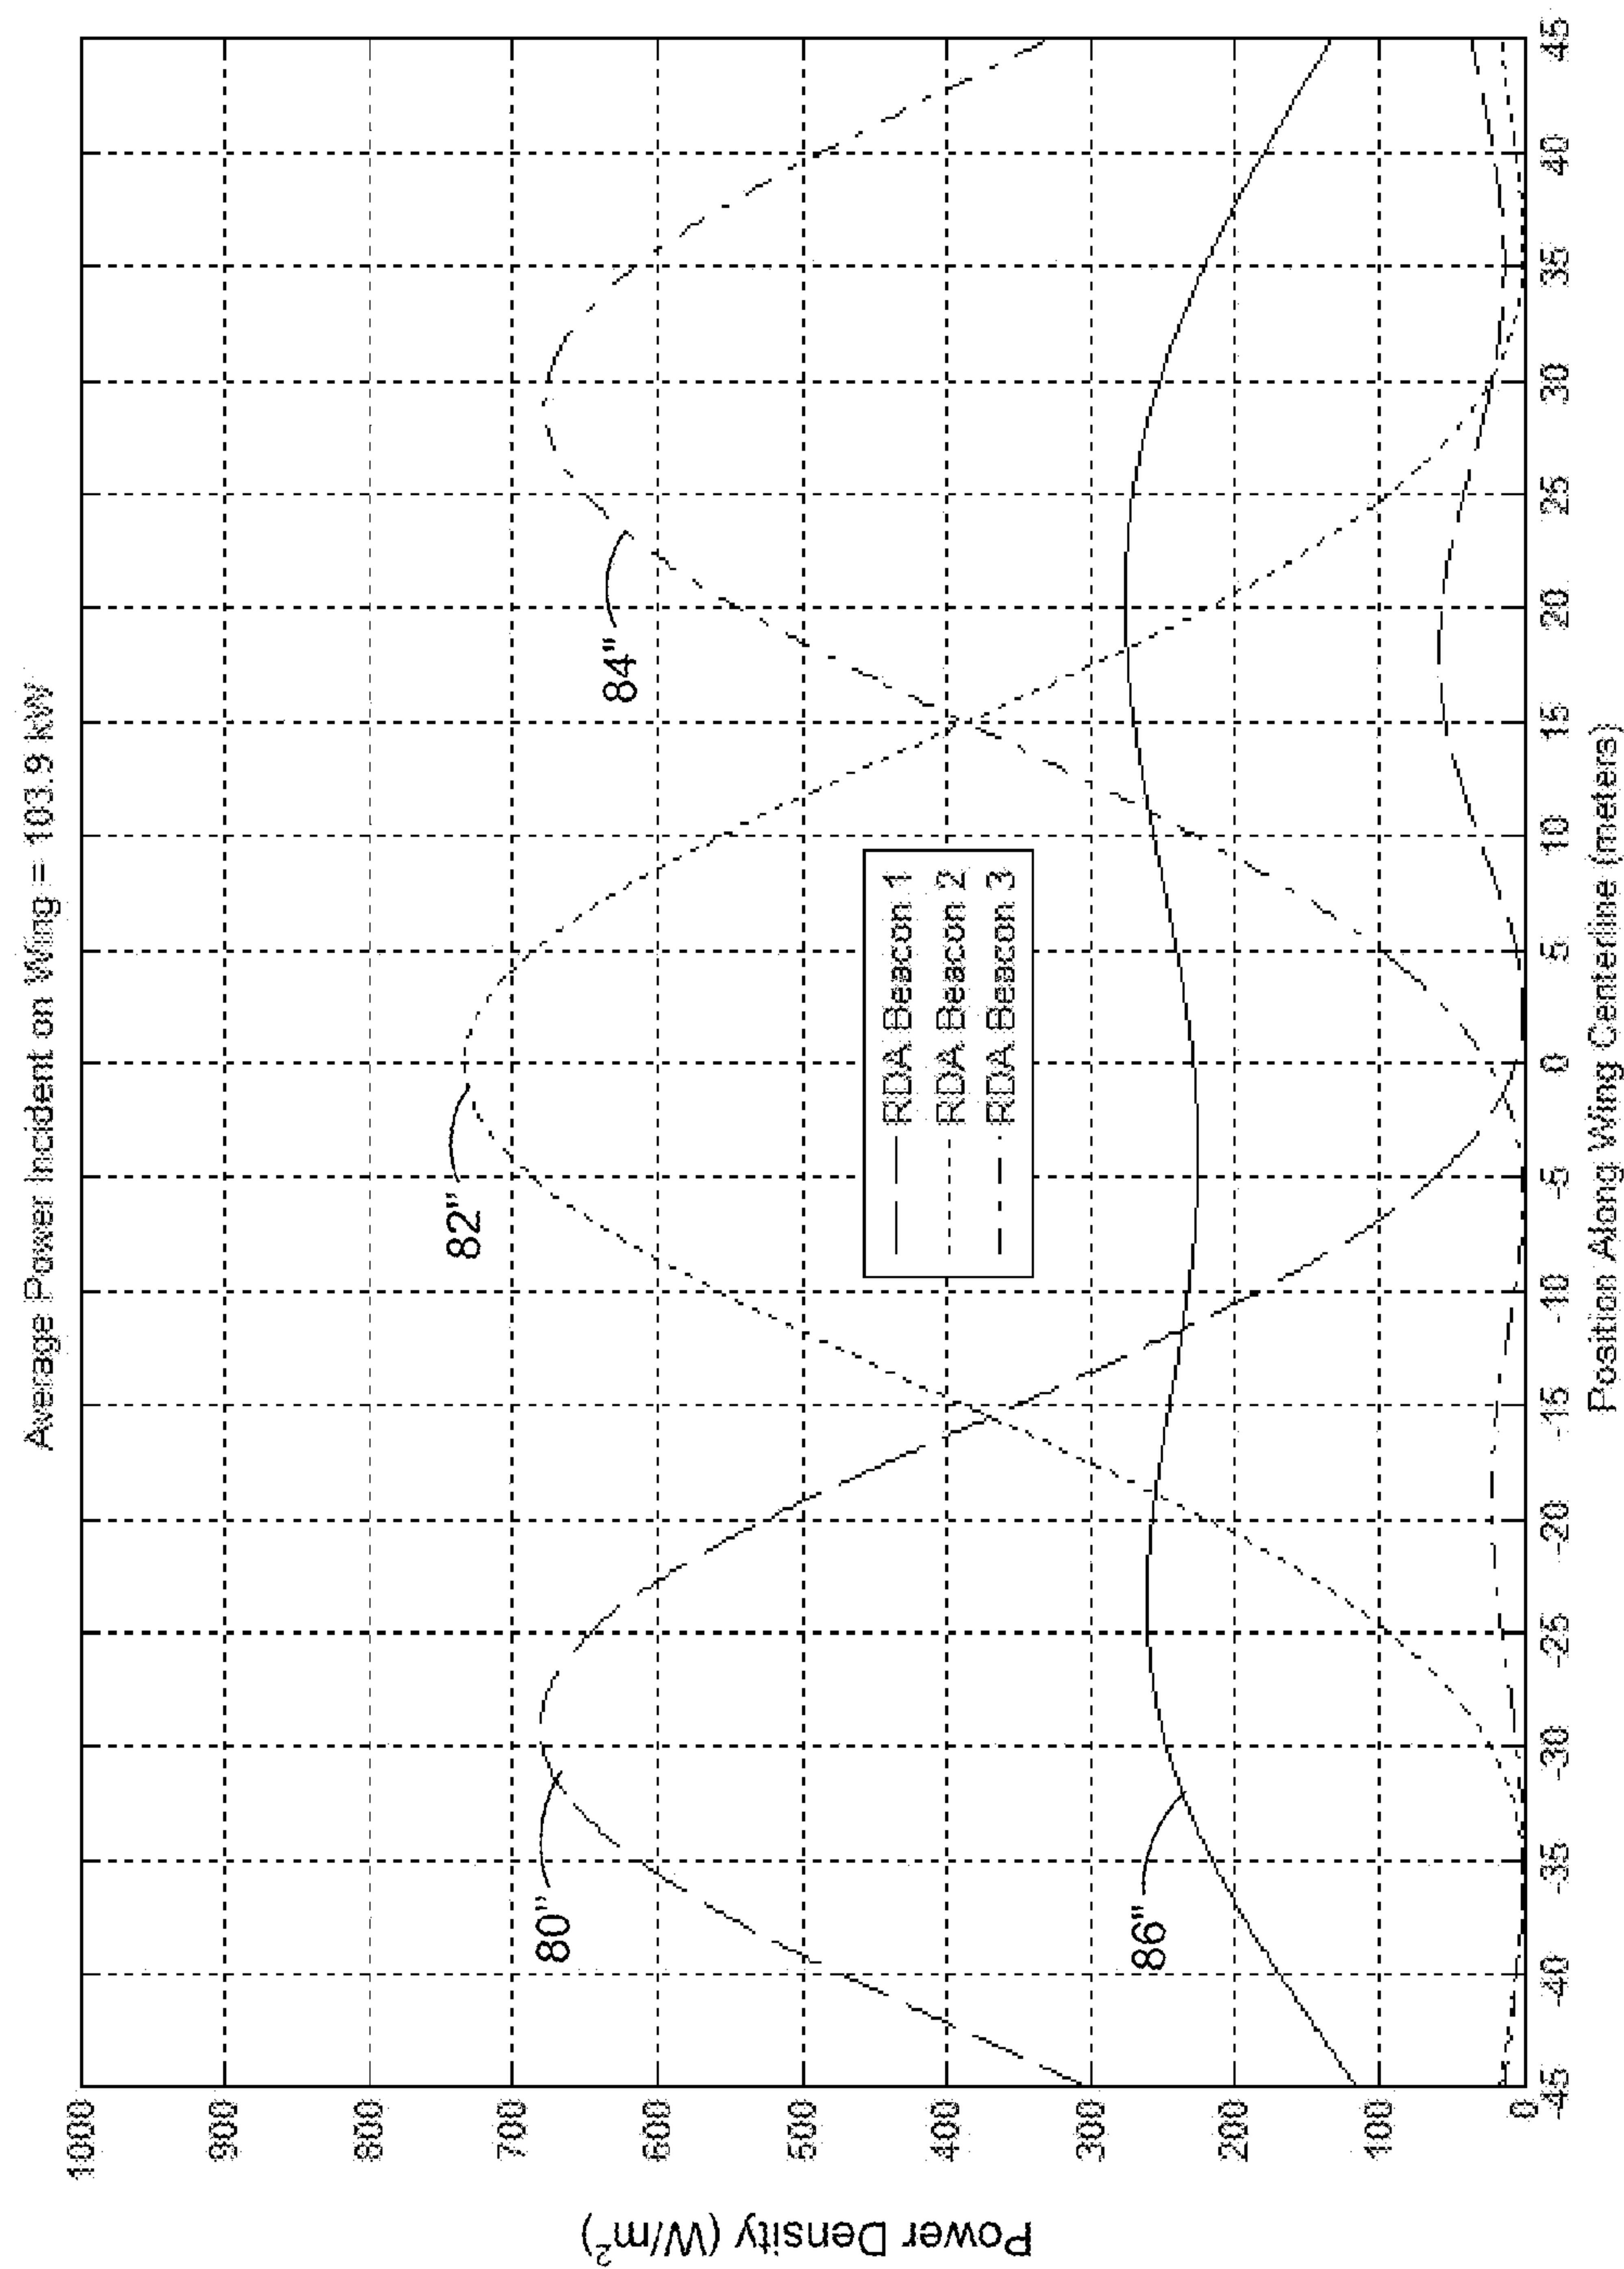 Average Power Incident on Wing = 103.9 kW
Power Density (W/m²)
1000
900
800
700
600
500
400
300
200
100
0
80"
82"
84"
86"
RDA Beacon 1
RDA Beacon 2
RDA Beacon 3
-45 -40 -35 -30 -25 -20 -15 -10 -5 0 5 10 15 20 25 30 35 40 45
Position Along Wing Centerline (meters)